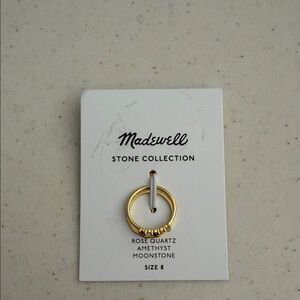 Madewell
STONE COLLECTION
ROSE QUARTZ
AMETHYST
MOONSTONE
SIZE 8